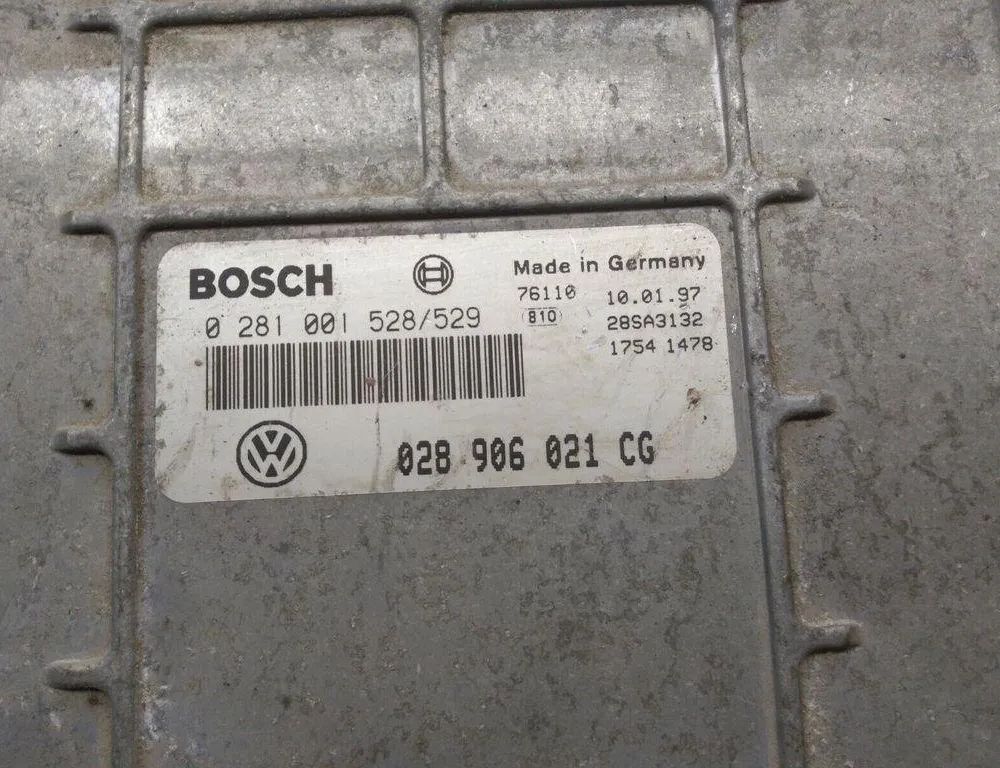 BOSCH
Made in Germany
0 281 001 528/529
76110 10.01.97
810 28SA3132
1754 1478
VW
028 906 021 CG